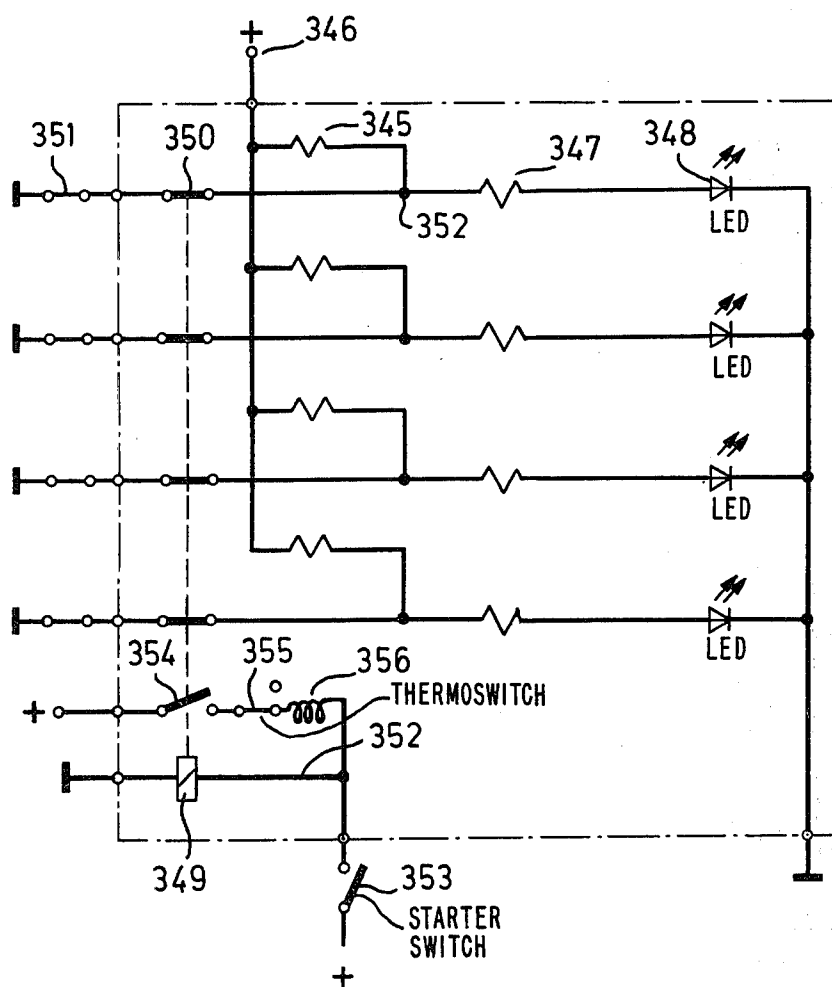 + 346
351 350 345 347 348
352
LED
LED
LED
LED
354 355 356
THERMOSWITCH
+
352
349
353
STARTER
SWITCH
+